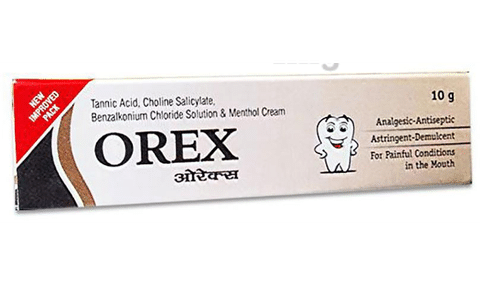 NEW
IMPROVED
PACK
Tannic Acid, Choline Salicylate,
Benzalkonium Chloride Solution & Menthol Cream
OREX
ओरेक्स
10 g
Analgesic-Antiseptic
Astringent-Demulcent
For Painful Conditions
in the Mouth